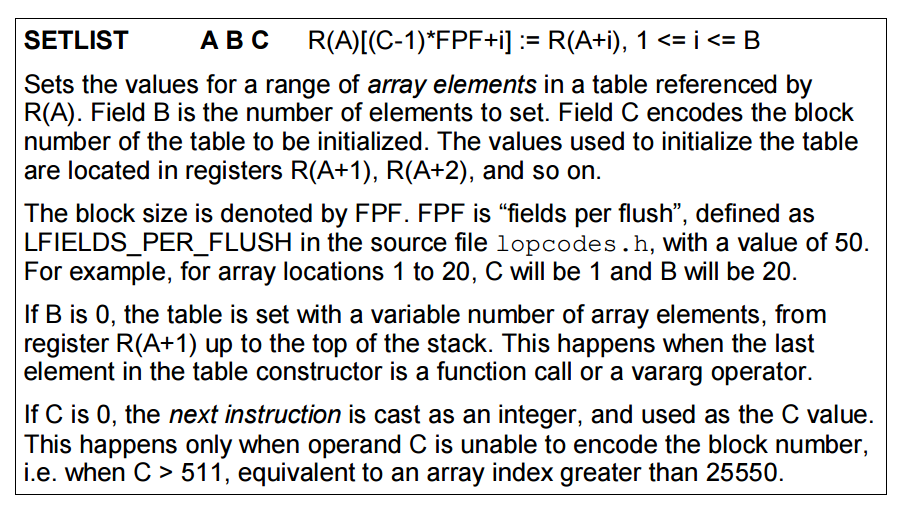 SETLIST A B C R(A)[(C-1)*FPF+i] := R(A+i), 1 <= i <= B
Sets the values for a range of array elements in a table referenced by
R(A). Field B is the number of elements to set. Field C encodes the block
number of the table to be initialized. The values used to initialize the table
are located in registers R(A+1), R(A+2), and so on.
The block size is denoted by FPF. FPF is “fields per flush”, defined as
LFIELDS_PER_FLUSH in the source file lopcodes.h, with a value of 50.
For example, for array locations 1 to 20, C will be 1 and B will be 20.
If B is 0, the table is set with a variable number of array elements, from
register R(A+1) up to the top of the stack. This happens when the last
element in the table constructor is a function call or a vararg operator.
If C is 0, the next instruction is cast as an integer, and used as the C value.
This happens only when operand C is unable to encode the block number,
i.e. when C > 511, equivalent to an array index greater than 25550.